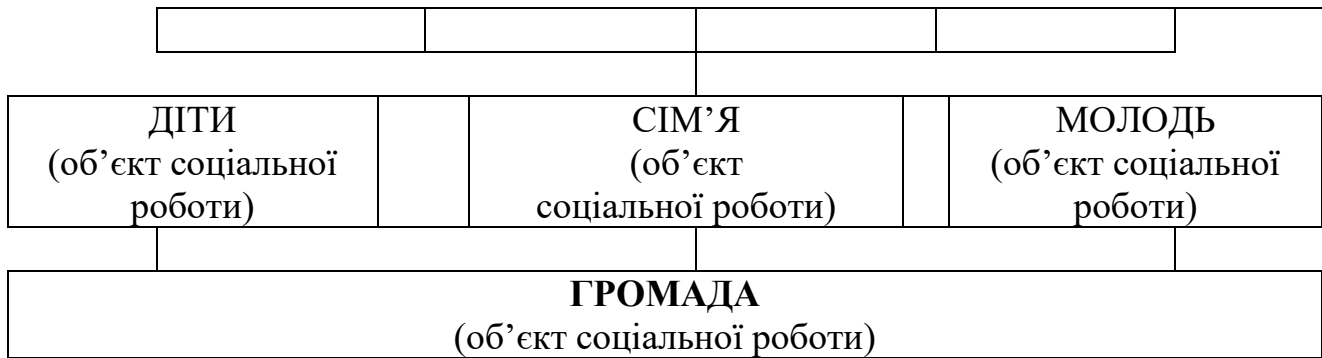 ДІТИ
(об’єкт соціальної
роботи)
СІМ’Я
(об’єкт
соціальної роботи)
МОЛОДЬ
(об’єкт соціальної
роботи)
ГРОМАДА
(об’єкт соціальної роботи)